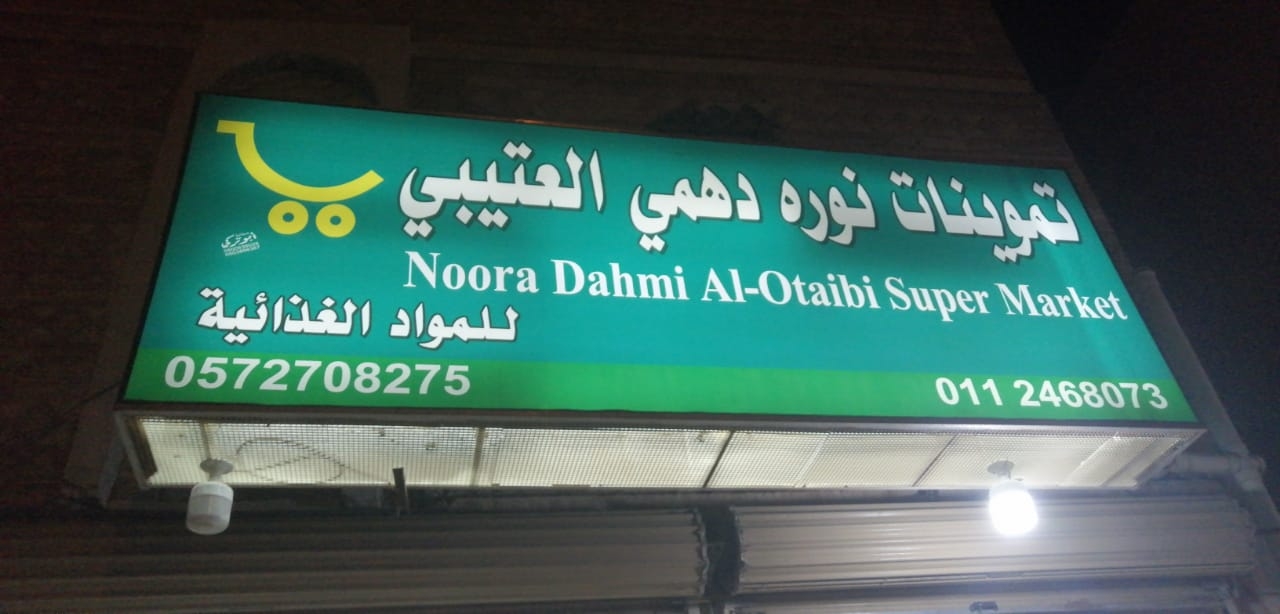 تموينات نوره دهمي العتيبي
Noora Dahmi Al-Otaibi Super Market
للمواد الغذائية
0572708275
011 2468073